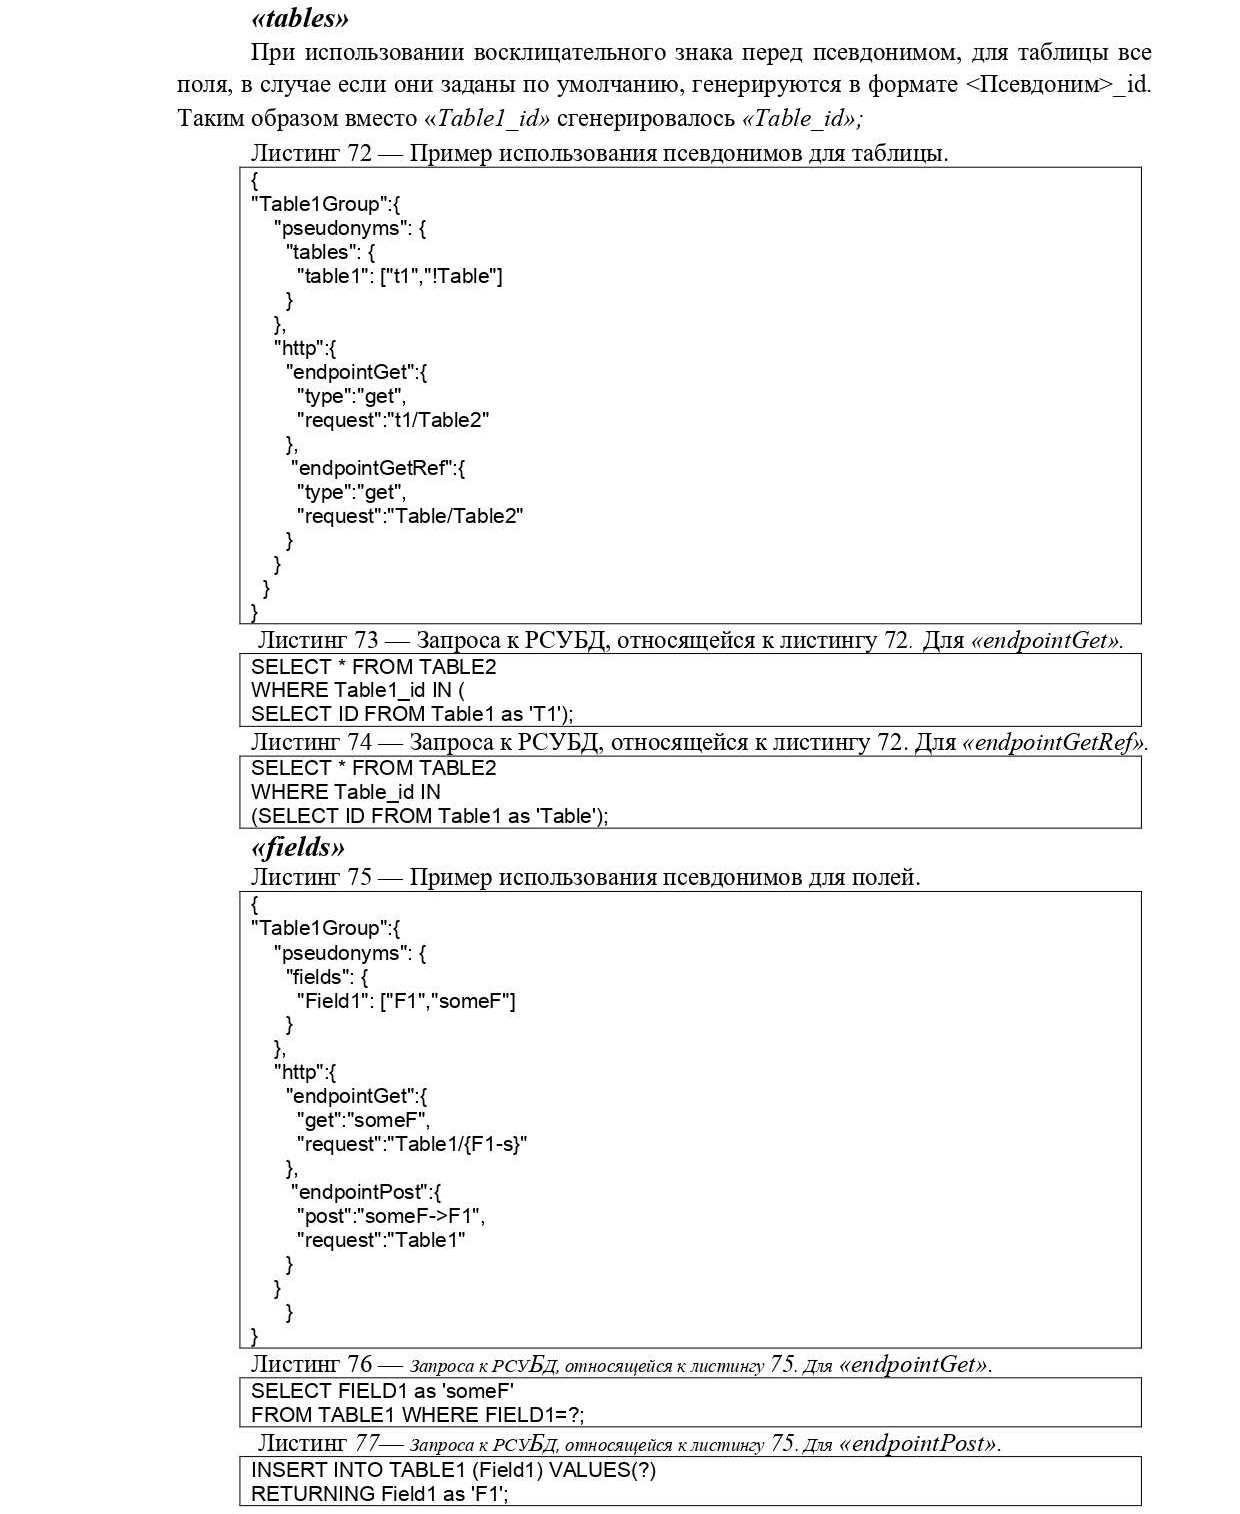 «tables»
При использовании восклицательного знака перед псевдонимом, для таблицы все
поля, в случае если они заданы по умолчанию, генерируются в формате <Псевдоним>_id.
Таким образом вместо «Table1_id» сгенерировалось «Table_id»;
Листинг 72 — Пример использования псевдонимов для таблицы.
{
"Table1Group":{
"pseudonyms": {
"tables": {
"table1": ["t1","!Table"]
}
},
"http":{
"endpointGet":{
"type":"get",
"request":"t1/Table2"
},
"endpointGetRef":{
"type":"get",
"request":"Table/Table2"
}
}
}
}
Листинг 73 — Запроса к РСУБД, относящейся к листингу 72. Для «endpointGet».
SELECT * FROM TABLE2
WHERE Table1_id IN (
SELECT ID FROM Table1 as 'T1');
Листинг 74 — Запроса к РСУБД, относящейся к листингу 72. Для «endpointGetRef».
SELECT * FROM TABLE2
WHERE Table_id IN
(SELECT ID FROM Table1 as 'Table');
«fields»
Листинг 75 — Пример использования псевдонимов для полей.
{
"Table1Group":{
"pseudonyms": {
"fields": {
"Field1": ["F1","someF"]
}
},
"http":{
"endpointGet":{
"get":"someF",
"request":"Table1/{F1-s}"
},
"endpointPost":{
"post":"someF->F1",
"request":"Table1"
}
}
}
}
Листинг 76 — Запроса к РСУБД, относящейся к листингу 75. Для «endpointGet».
SELECT FIELD1 as 'someF'
FROM TABLE1 WHERE FIELD1=?;
Листинг 77— Запроса к РСУБД, относящейся к листингу 75. Для «endpointPost».
INSERT INTO TABLE1 (Field1) VALUES(?)
RETURNING Field1 as 'F1';